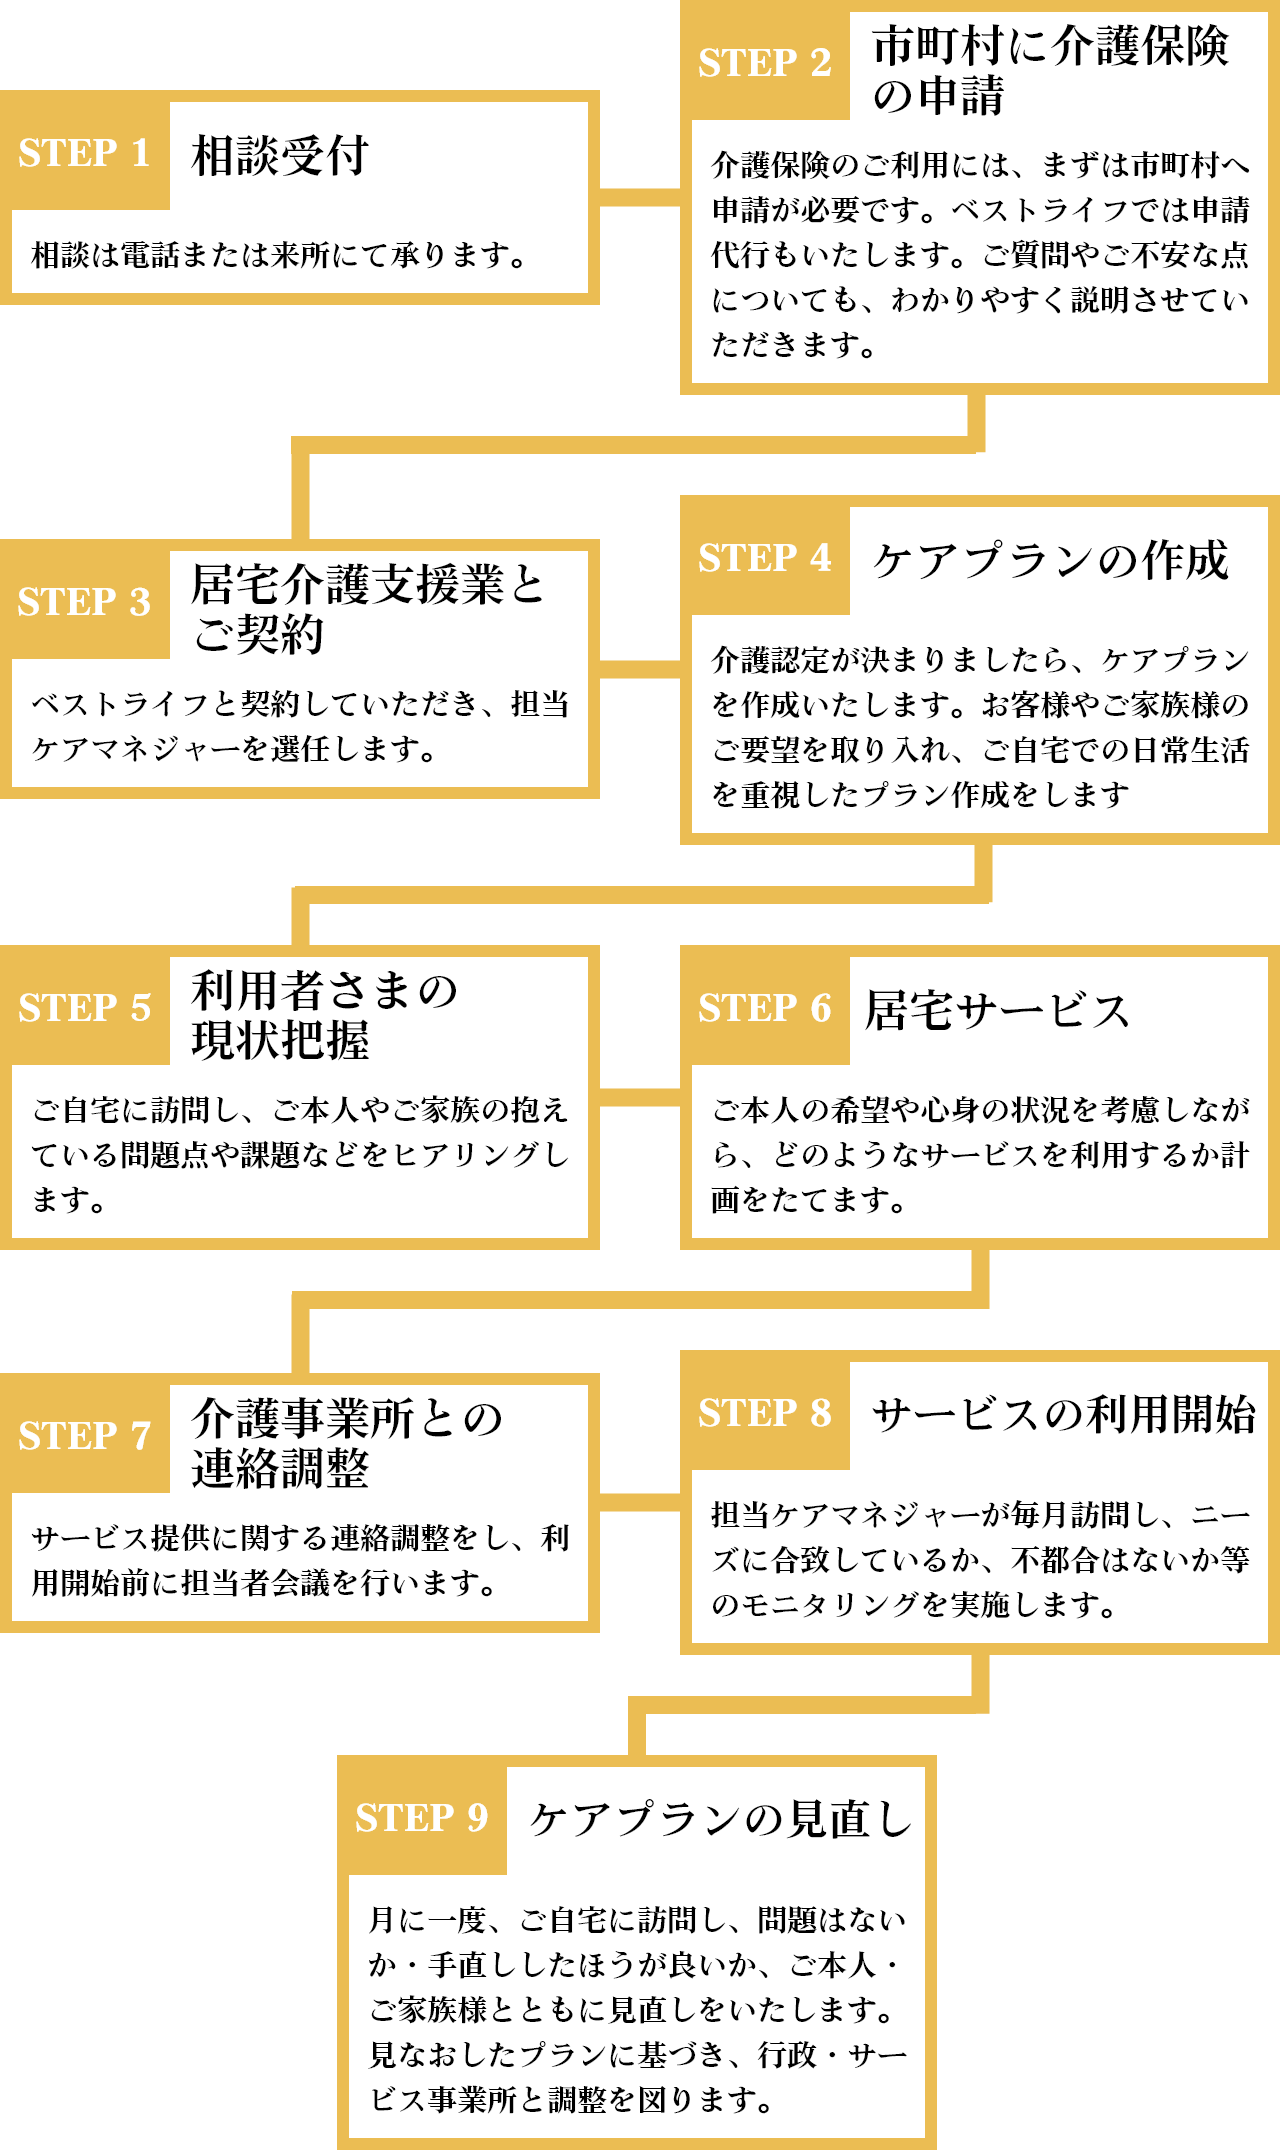 STEP 1
相談受付
相談は電話または来所にて承ります。
STEP 2
市町村に介護保険
の申請
介護保険のご利用には、まずは市町村へ
申請が必要です。ベストライフでは申請
代行もいたします。ご質問やご不安な点
についても、わかりやすく説明させてい
ただきます。
STEP 3
居宅介護支援業と
ご契約
ベストライフと契約していただき、担当
ケアマネジャーを選任します。
STEP 4
ケアプランの作成
介護認定が決まりましたら、ケアプラン
を作成いたします。お客様やご家族様の
ご要望を取り入れ、ご自宅での日常生活
を重視したプラン作成をします
STEP 5
利用者さまの
現状把握
ご自宅に訪問し、ご本人やご家族の抱え
ている問題点や課題などをヒアリングし
ます。
STEP 6
居宅サービス
ご本人の希望や心身の状況を考慮しなが
ら、どのようなサービスを利用するか計
画をたてます。
STEP 7
介護事業所との
連絡調整
サービス提供に関する連絡調整をし、利
用開始前に担当者会議を行います。
STEP 8
サービスの利用開始
担当ケアマネジャーが毎月訪問し、ニー
ズに合致しているか、不都合はないか等
のモニタリングを実施します。
STEP 9
ケアプランの見直し
月に一度、ご自宅に訪問し、問題はない
か・手直ししたほうが良いか、ご本人・
ご家族様とともに見直しをいたします。
見なおしたプランに基づき、行政・サー
ビス事業所と調整を図ります。